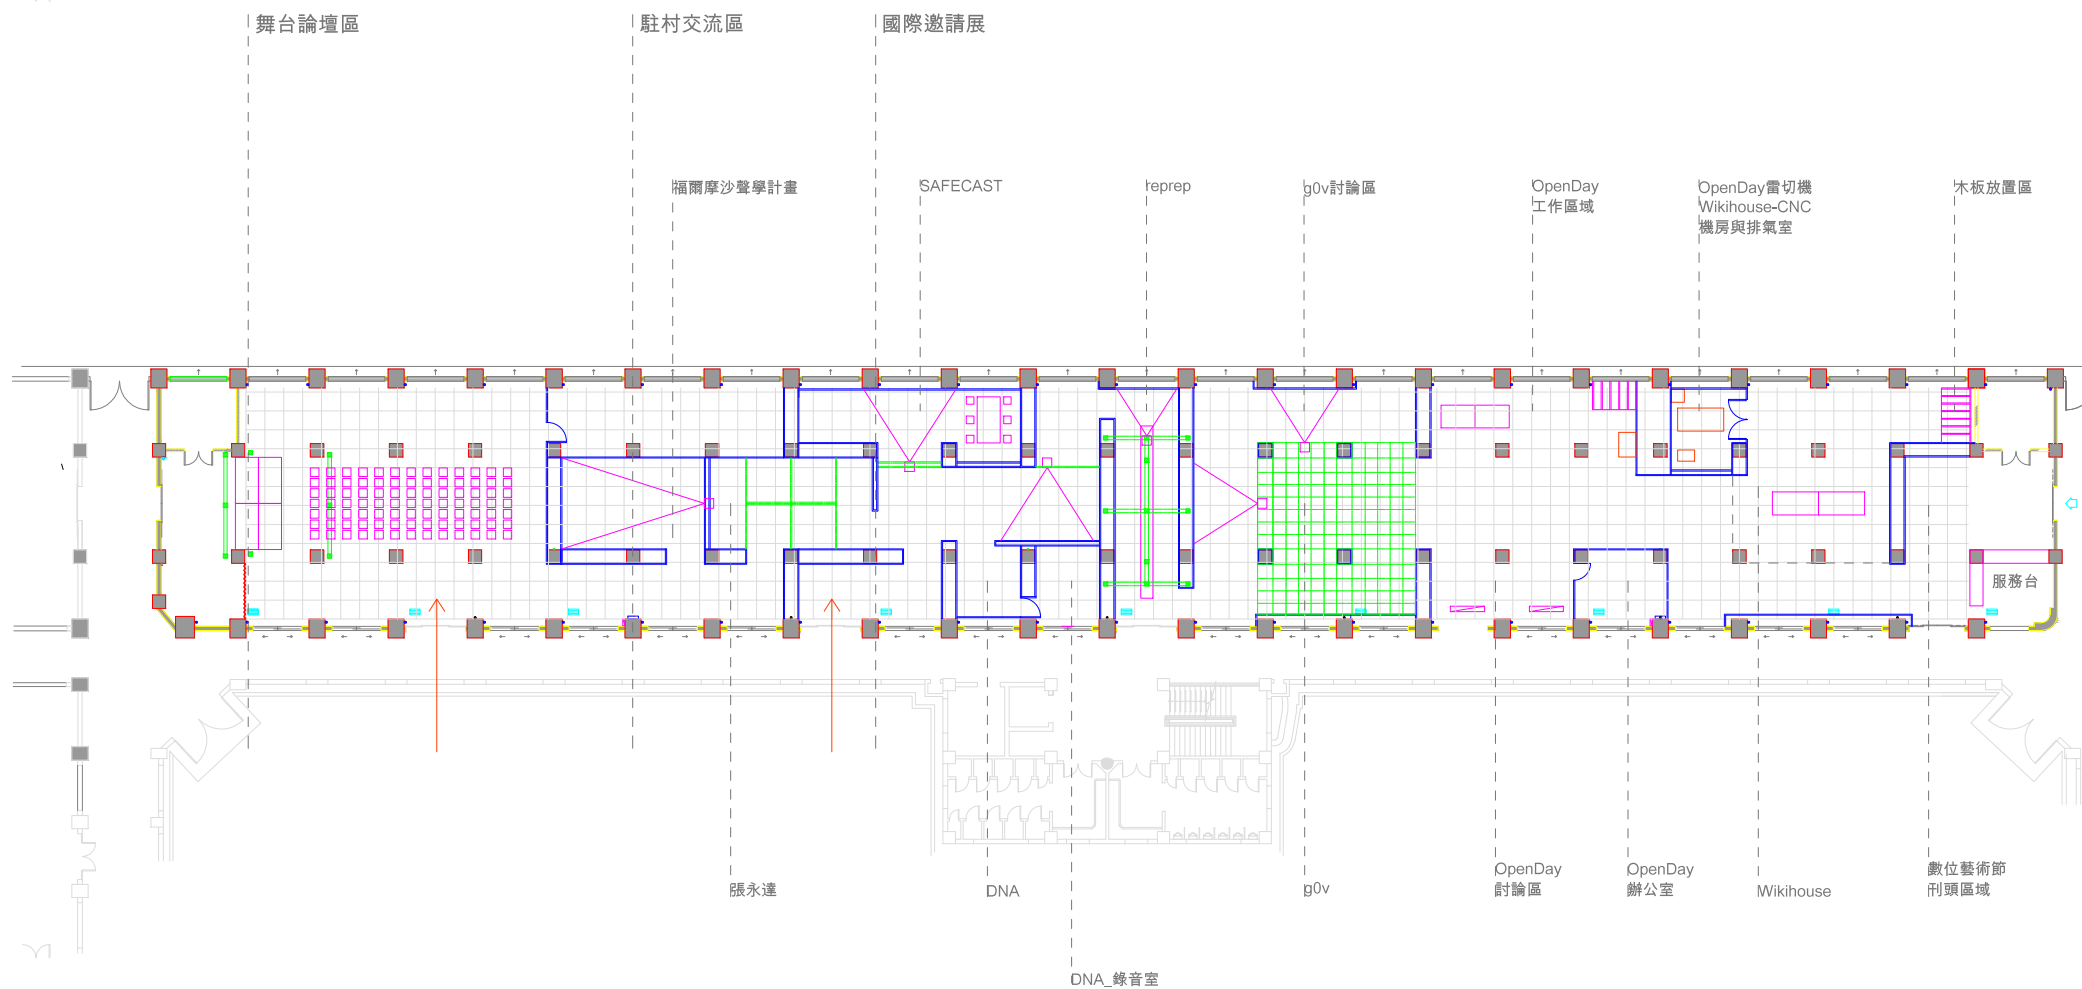 舞台論壇區
駐村交流區
國際邀請展
福爾摩沙聲學計畫
SAFECAST
reprep
g0v討論區
OpenDay
工作區域
OpenDay雷切機
Wikihouse-CNC
機房與排氣室
木板放置區
服務台
張永達
DNA
DNA_錄音室
g0v
OpenDay
討論區
OpenDay
辦公室
Wikihouse
數位藝術節
刊頭區域